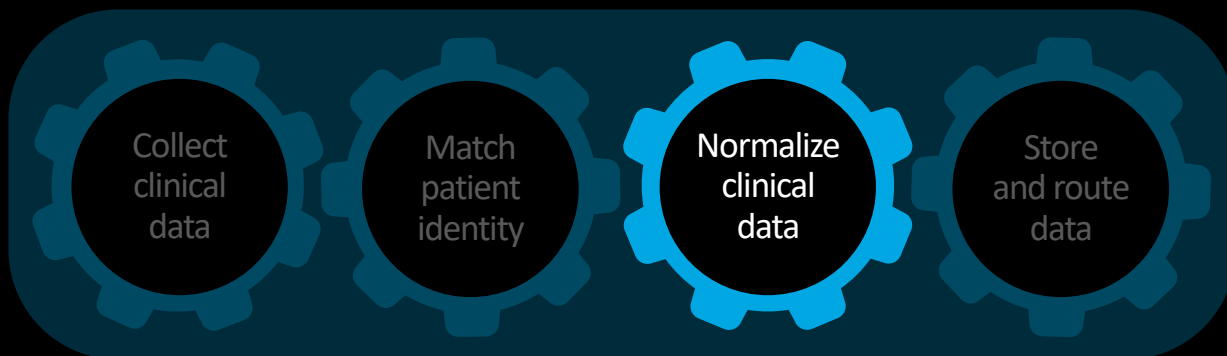 Collect
clinical
data
Match
patient
identity
Normalize
clinical
data
Store
and route
data